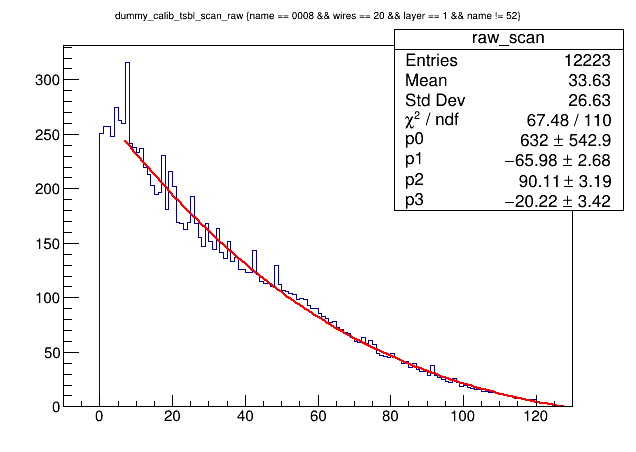 dummy_calib_tsbl_scan_raw {name == 0008 && wires == 20 && layer == 1 && name != 52}
raw_scan
Entries 12223
Mean 33.63
Std Dev 26.63
χ² / ndf 67.48 / 110
p0 632 ± 542.9
p1 −65.98 ± 2.68
p2 90.11 ± 3.19
p3 −20.22 ± 3.42
300
250
200
150
100
50
0
0 20 40 60 80 100 120